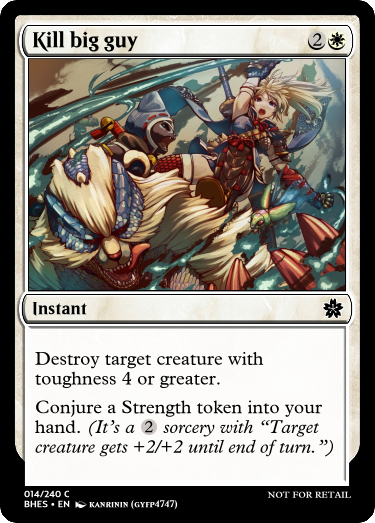 Kill big guy 2
Instant
Destroy target creature with
toughness 4 or greater.
Conjure a Strength token into your
hand. (It's a 2 sorcery with “Target
creature gets +2/+2 until end of turn.”)
014/240 C
BHES • EN KANRININ (GYFP4747)
NOT FOR RETAIL